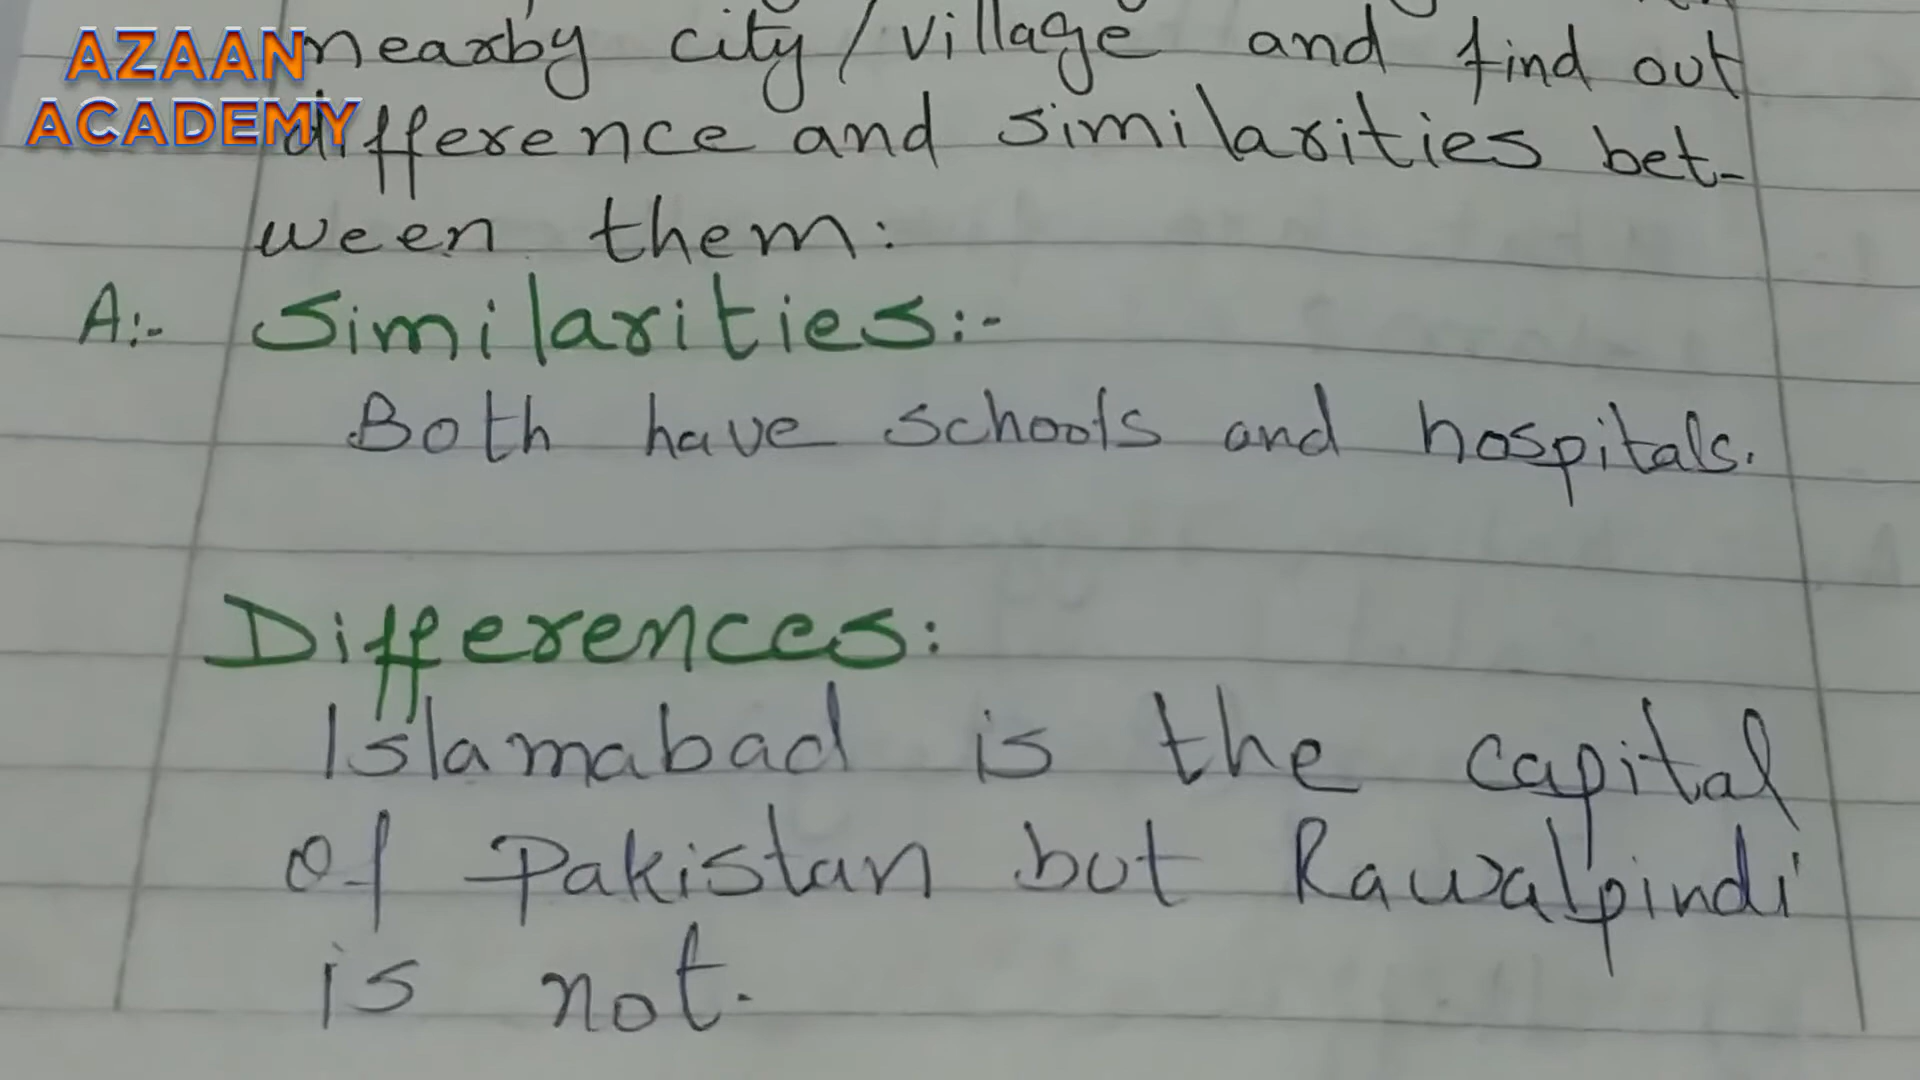 AZAAN
ACADEMY
nearby city/village and find out
difference and similarities bet-
ween them:
A:- Similarities:-
Both have schools and hospitals.
Differences:
Islamabad is the capital
of Pakistan but Rawalpindi
is not.